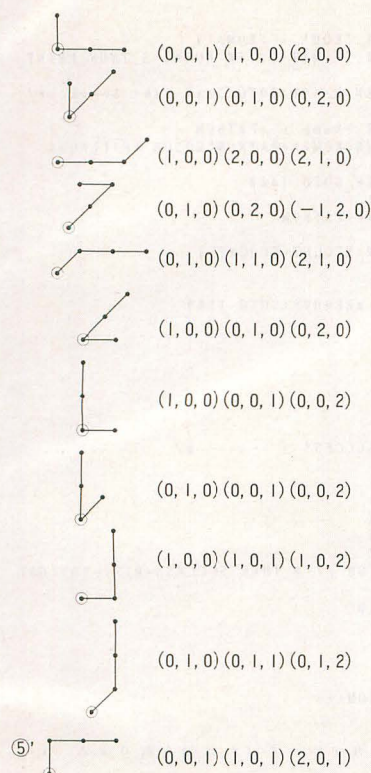 (0, 0, 1) (1, 0, 0) (2, 0, 0)
(0, 0, 1) (0, 1, 0) (0, 2, 0)
(1, 0, 0) (2, 0, 0) (2, 1, 0)
(0, 1, 0) (0, 2, 0) (−1, 2, 0)
(0, 1, 0) (1, 1, 0) (2, 1, 0)
(1, 0, 0) (0, 1, 0) (0, 2, 0)
(1, 0, 0) (0, 0, 1) (0, 0, 2)
(0, 1, 0) (0, 0, 1) (0, 0, 2)
(1, 0, 0) (1, 0, 1) (1, 0, 2)
(0, 1, 0) (0, 1, 1) (0, 1, 2)
⑤' (0, 0, 1) (1, 0, 1) (2, 0, 1)